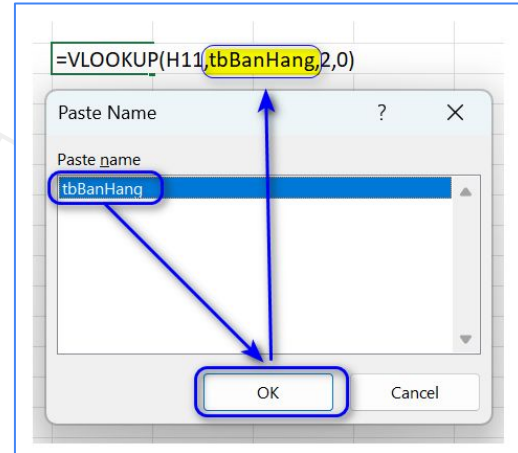 =VLOOKUP(H11,tbBanHang,2,0)
Paste Name ? X
Paste name
tbBanHang
OK Cancel